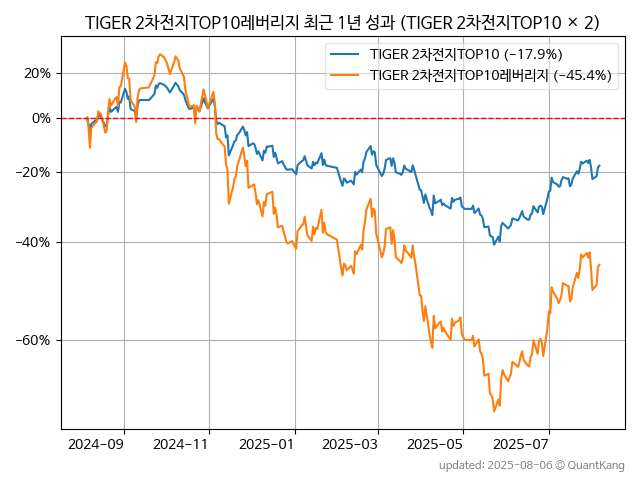 TIGER 2차전지TOP10레버리지 최근 1년 성과 (TIGER 2차전지TOP10 × 2)
TIGER 2차전지TOP10 (−17.9%)
TIGER 2차전지TOP10레버리지 (−45.4%)
20%
0%
−20%
−40%
−60%
2024-09 2024-11 2025-01 2025-03 2025-05 2025-07
updated: 2025-08-06 © QuantKang